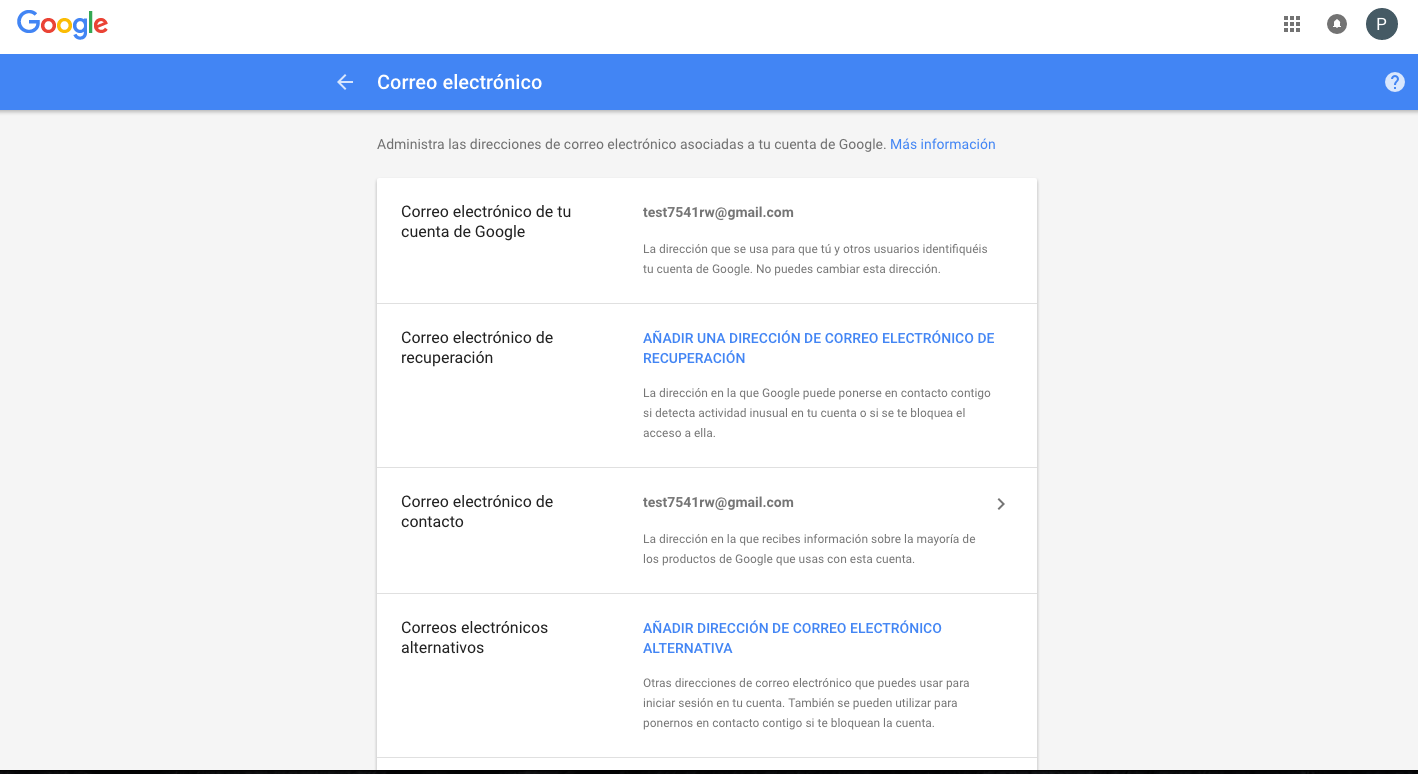 Google
P
Correo electrónico
?
Administra las direcciones de correo electrónico asociadas a tu cuenta de Google. Más información
Correo electrónico de tu
cuenta de Google
test7541rw@gmail.com
La dirección que se usa para que tú y otros usuarios identifiquéis
tu cuenta de Google. No puedes cambiar esta dirección.
Correo electrónico de
recuperación
AÑADIR UNA DIRECCIÓN DE CORREO ELECTRÓNICO DE
RECUPERACIÓN
La dirección en la que Google puede ponerse en contacto contigo
si detecta actividad inusual en tu cuenta o si se te bloquea el
acceso a ella.
Correo electrónico de
contacto
test7541rw@gmail.com
La dirección en la que recibes información sobre la mayoría de
los productos de Google que usas con esta cuenta.
Correos electrónicos
alternativos
AÑADIR DIRECCIÓN DE CORREO ELECTRÓNICO
ALTERNATIVA
Otras direcciones de correo electrónico que puedes usar para
iniciar sesión en tu cuenta. También se pueden utilizar para
ponernos en contacto contigo si te bloquean la cuenta.